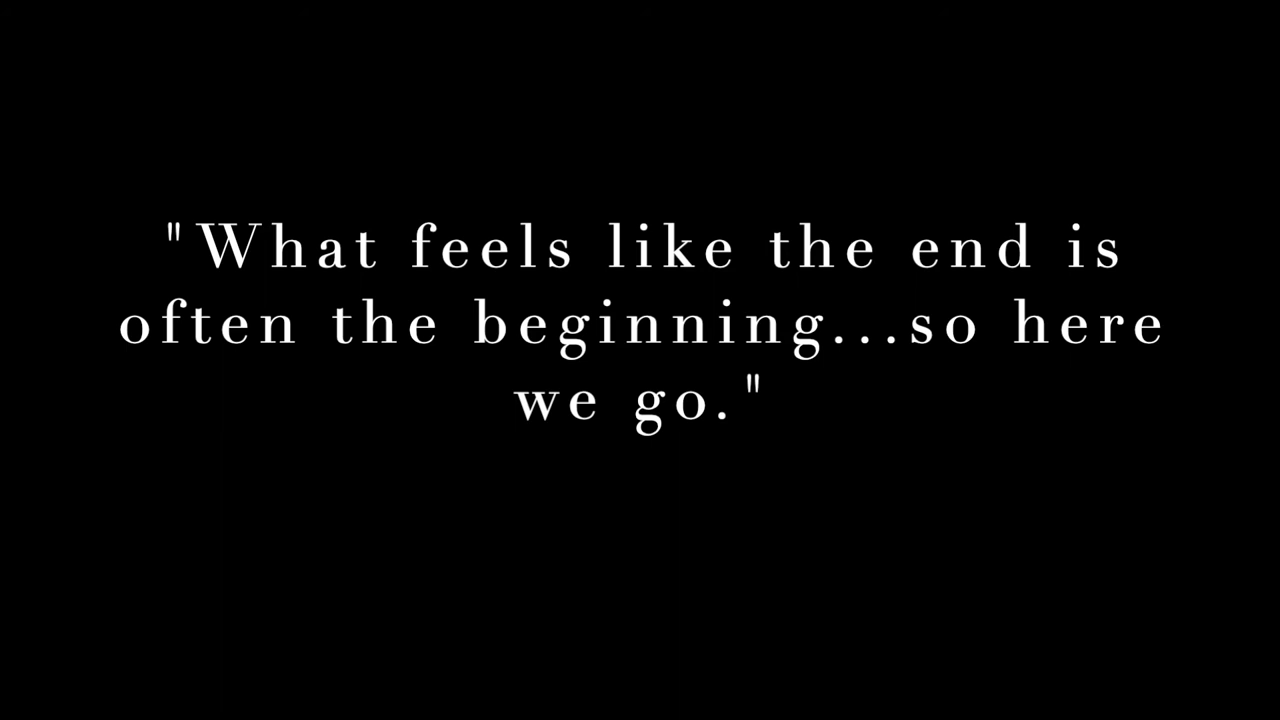 "What feels like the end is
often the beginning...so here
we go."